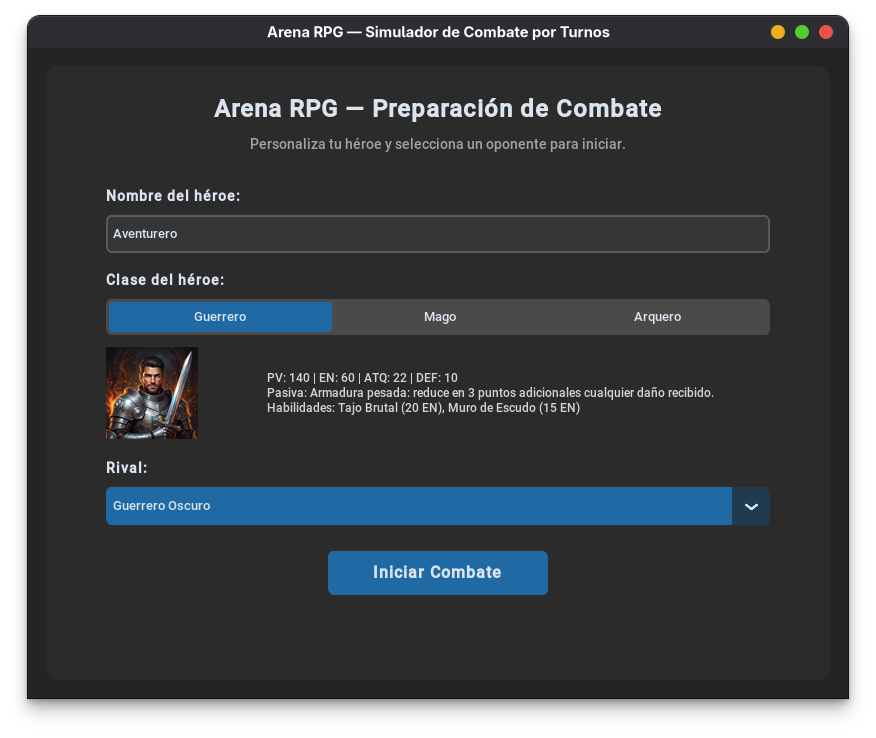 Arena RPG — Simulador de Combate por Turnos
Arena RPG — Preparación de Combate
Personaliza tu héroe y selecciona un oponente para iniciar.
Nombre del héroe:
Aventurero
Clase del héroe:
Guerrero Mago Arquero
PV: 140 | EN: 60 | ATQ: 22 | DEF: 10
Pasiva: Armadura pesada: reduce en 3 puntos adicionales cualquier daño recibido.
Habilidades: Tajo Brutal (20 EN), Muro de Escudo (15 EN)
Rival:
Guerrero Oscuro
Iniciar Combate